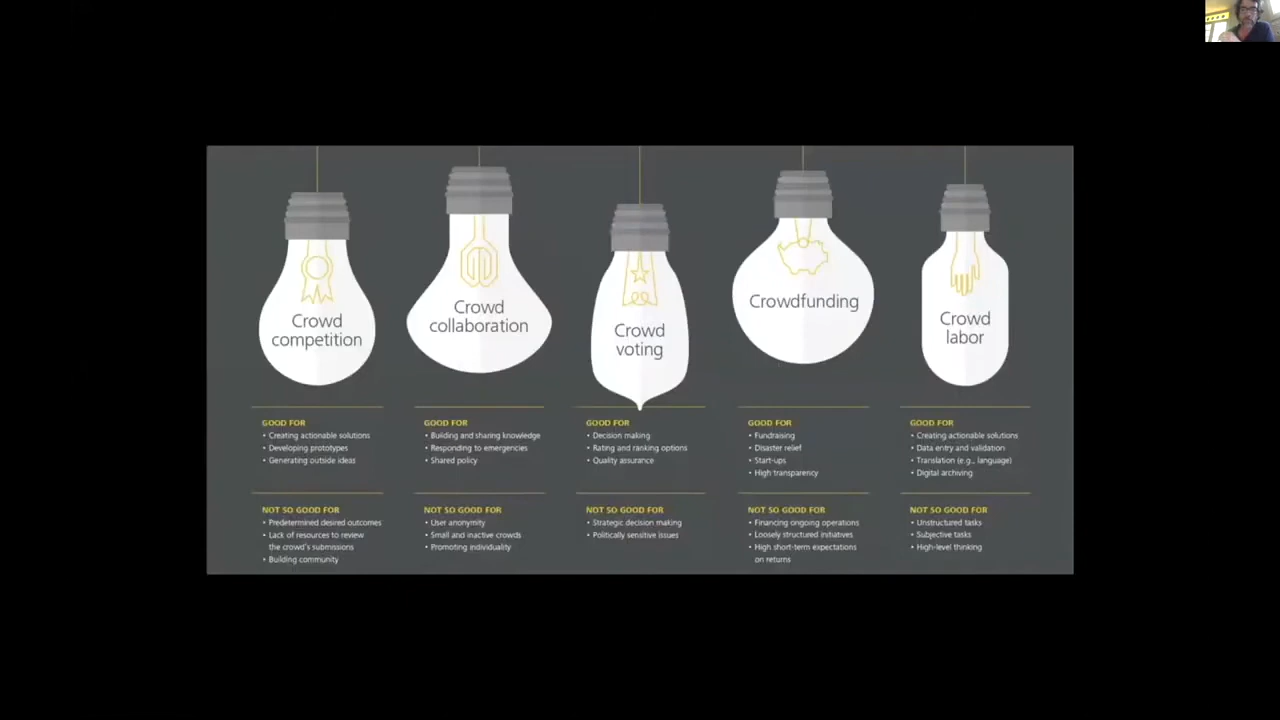 Crowd
competition
Crowd
collaboration
Crowd
voting
Crowdfunding
Crowd
labor
GOOD FOR
• Creating actionable solutions
• Developing prototypes
• Generating outside ideas
GOOD FOR
• Building and sharing knowledge
• Responding to emergencies
• Shared policy
GOOD FOR
• Decision making
• Rating and ranking options
• Quality assurance
GOOD FOR
• Fundraising
• Disaster relief
• Start-ups
• High transparency
GOOD FOR
• Creating actionable solutions
• Data entry and validation
• Translation (e.g., language)
• Digital archiving
NOT SO GOOD FOR
• Predetermined desired outcomes
• Lack of resources to review
the crowd's submissions
• Building community
NOT SO GOOD FOR
• User anonymity
• Small and inactive crowds
• Promoting individuality
NOT SO GOOD FOR
• Strategic decision making
• Politically sensitive issues
NOT SO GOOD FOR
• Financing ongoing operations
• Loosely structured initiatives
• High short-term expectations
on returns
NOT SO GOOD FOR
• Unstructured tasks
• Subjective tasks
• High-level thinking